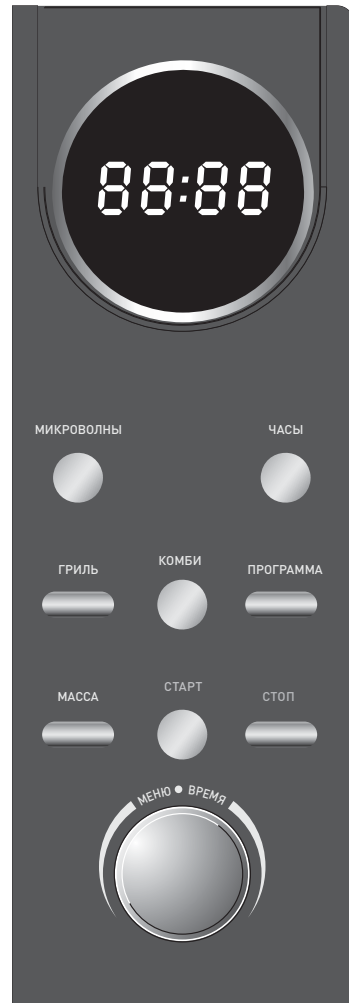 88:88
МИКРОВОЛНЫ ЧАСЫ
ГРИЛЬ КОМБИ ПРОГРАММА
МАССА СТАРТ СТОП
МЕНЮ • ВРЕМЯ